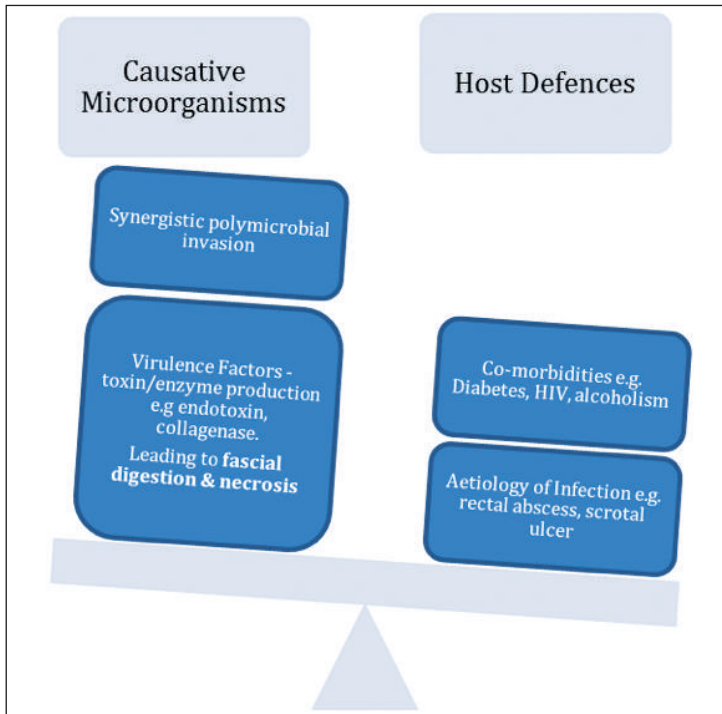 Causative
Microorganisms
Host Defences
Synergistic polymicrobial
invasion
Virulence Factors -
toxin/enzyme production
e.g endotoxin,
collagenase.
Leading to fascial
digestion & necrosis
Co-morbidities e.g.
Diabetes, HIV, alcoholism
Aetiology of Infection e.g.
rectal abscess, scrotal
ulcer